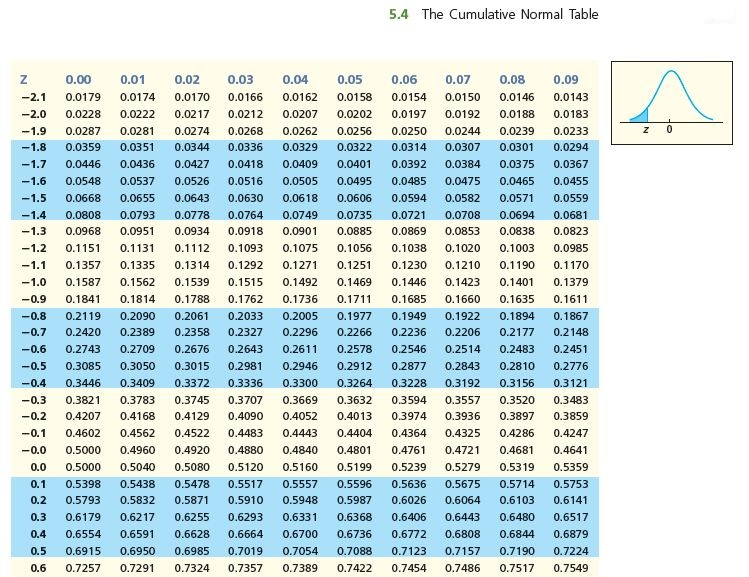 5.4 The Cumulative Normal Table
Z 0.00 0.01 0.02 0.03 0.04 0.05 0.06 0.07 0.08 0.09
−2.1 0.0179 0.0174 0.0170 0.0166 0.0162 0.0158 0.0154 0.0150 0.0146 0.0143
−2.0 0.0228 0.0222 0.0217 0.0212 0.0207 0.0202 0.0197 0.0192 0.0188 0.0183
−1.9 0.0287 0.0281 0.0274 0.0268 0.0262 0.0256 0.0250 0.0244 0.0239 0.0233
−1.8 0.0359 0.0351 0.0344 0.0336 0.0329 0.0322 0.0314 0.0307 0.0301 0.0294
−1.7 0.0446 0.0436 0.0427 0.0418 0.0409 0.0401 0.0392 0.0384 0.0375 0.0367
−1.6 0.0548 0.0537 0.0526 0.0516 0.0505 0.0495 0.0485 0.0475 0.0465 0.0455
−1.5 0.0668 0.0655 0.0643 0.0630 0.0618 0.0606 0.0594 0.0582 0.0571 0.0559
−1.4 0.0808 0.0793 0.0778 0.0764 0.0749 0.0735 0.0721 0.0708 0.0694 0.0681
−1.3 0.0968 0.0951 0.0934 0.0918 0.0901 0.0885 0.0869 0.0853 0.0838 0.0823
−1.2 0.1151 0.1131 0.1112 0.1093 0.1075 0.1056 0.1038 0.1020 0.1003 0.0985
−1.1 0.1357 0.1335 0.1314 0.1292 0.1271 0.1251 0.1230 0.1210 0.1190 0.1170
−1.0 0.1587 0.1562 0.1539 0.1515 0.1492 0.1469 0.1446 0.1423 0.1401 0.1379
−0.9 0.1841 0.1814 0.1788 0.1762 0.1736 0.1711 0.1685 0.1660 0.1635 0.1611
−0.8 0.2119 0.2090 0.2061 0.2033 0.2005 0.1977 0.1949 0.1922 0.1894 0.1867
−0.7 0.2420 0.2389 0.2358 0.2327 0.2296 0.2266 0.2236 0.2206 0.2177 0.2148
−0.6 0.2743 0.2709 0.2676 0.2643 0.2611 0.2578 0.2546 0.2514 0.2483 0.2451
−0.5 0.3085 0.3050 0.3015 0.2981 0.2946 0.2912 0.2877 0.2843 0.2810 0.2776
−0.4 0.3446 0.3409 0.3372 0.3336 0.3300 0.3264 0.3228 0.3192 0.3156 0.3121
−0.3 0.3821 0.3783 0.3745 0.3707 0.3669 0.3632 0.3594 0.3557 0.3520 0.3483
−0.2 0.4207 0.4168 0.4129 0.4090 0.4052 0.4013 0.3974 0.3936 0.3897 0.3859
−0.1 0.4602 0.4562 0.4522 0.4483 0.4443 0.4404 0.4364 0.4325 0.4286 0.4247
−0.0 0.5000 0.4960 0.4920 0.4880 0.4840 0.4801 0.4761 0.4721 0.4681 0.4641
0.0 0.5000 0.5040 0.5080 0.5120 0.5160 0.5199 0.5239 0.5279 0.5319 0.5359
0.1 0.5398 0.5438 0.5478 0.5517 0.5557 0.5596 0.5636 0.5675 0.5714 0.5753
0.2 0.5793 0.5832 0.5871 0.5910 0.5948 0.5987 0.6026 0.6064 0.6103 0.6141
0.3 0.6179 0.6217 0.6255 0.6293 0.6331 0.6368 0.6406 0.6443 0.6480 0.6517
0.4 0.6554 0.6591 0.6628 0.6664 0.6700 0.6736 0.6772 0.6808 0.6844 0.6879
0.5 0.6915 0.6950 0.6985 0.7019 0.7054 0.7088 0.7123 0.7157 0.7190 0.7224
0.6 0.7257 0.7291 0.7324 0.7357 0.7389 0.7422 0.7454 0.7486 0.7517 0.7549
z 0